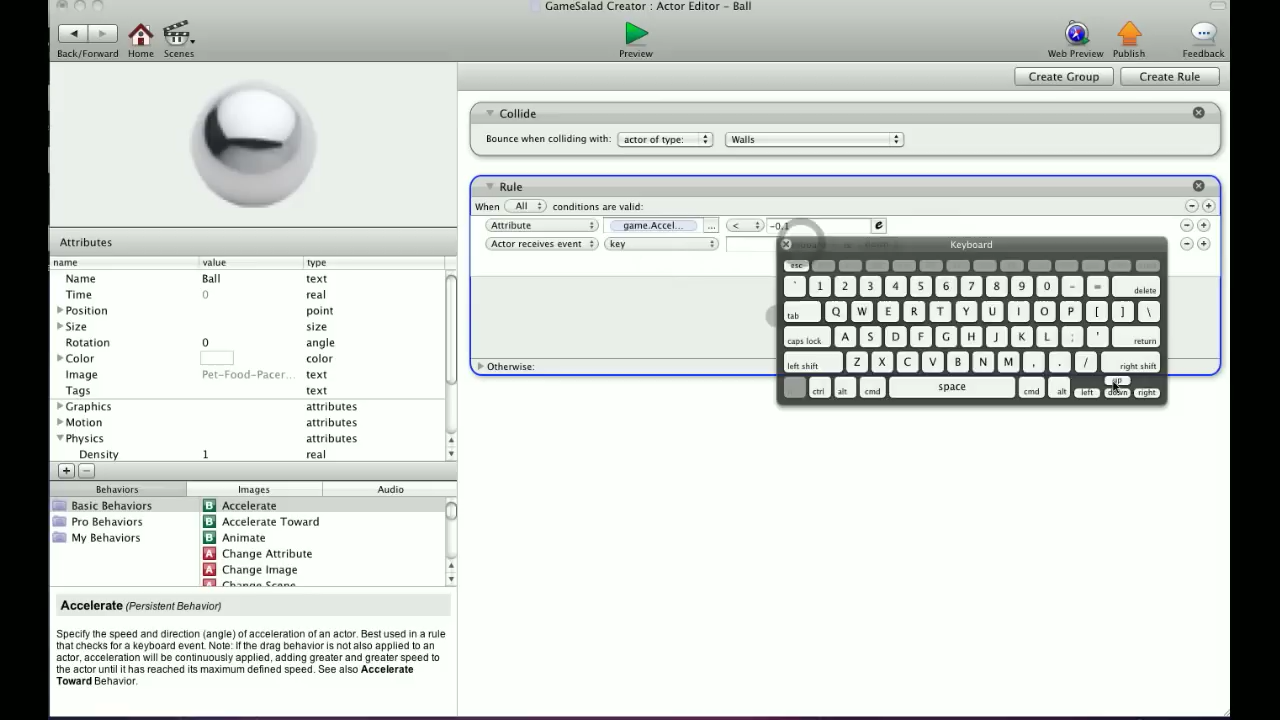 GameSalad Creator : Actor Editor - Ball
Back/Forward
Home
Scenes
Preview
Web Preview
Publish
Feedback
Create Group
Create Rule
Collide
Bounce when colliding with: actor of type: Walls
Rule
When All conditions are valid:
Attribute game.Accel... ... < -0.1 e
Actor receives event key
Otherwise:
Keyboard
esc
` 1 2 3 4 5 6 7 8 9 0 - = delete
tab Q W E R T Y U I O P [ ] \
caps lock A S D F G H J K L ; ' return
left shift Z X C V B N M , . / right shift
ctrl alt cmd space cmd alt left up down right
Attributes
name value type
Name Ball text
Time 0 real
Position point
Size size
Rotation 0 angle
Color color
Image Pet-Food-Pacer... text
Tags text
Graphics attributes
Motion attributes
Physics attributes
Density 1 real
+ -
Behaviors Images Audio
Basic Behaviors
Pro Behaviors
My Behaviors
B Accelerate
B Accelerate Toward
B Animate
A Change Attribute
A Change Image
A Change Scene
Accelerate (Persistent Behavior)
Specify the speed and direction (angle) of acceleration of an actor. Best used in a rule
that checks for a keyboard event. Note: If the drag behavior is not also applied to an
actor, acceleration will be continuously applied, adding greater and greater speed to
the actor until it has reached its maximum defined speed. See also Accelerate
Toward Behavior.